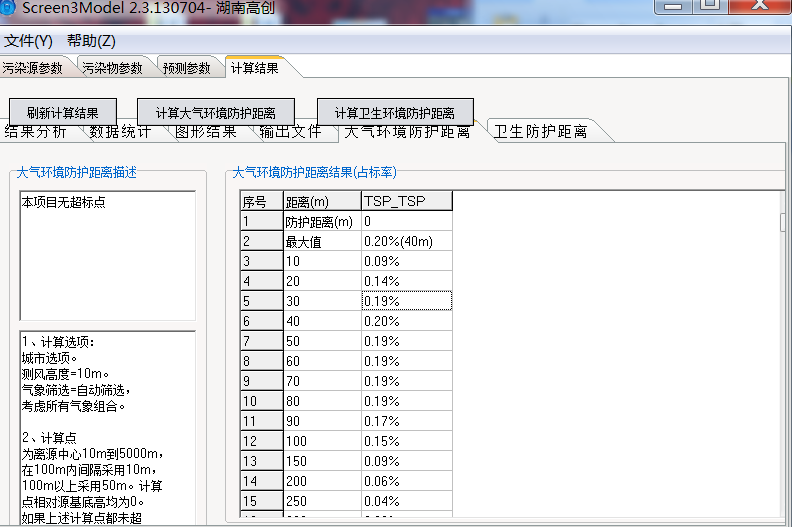 Screen3Model 2.3.130704- 湖南高创
文件(Y) 帮助(Z)
污染源参数 污染物参数 预测参数 计算结果
刷新计算结果 计算大气环境防护距离 计算卫生环境防护距离
结果分析 数据统计 图形结果 输出文件 大气环境防护距离 卫生防护距离
大气环境防护距离描述
本项目无超标点
1、计算选项:
城市选项。
测风高度=10m。
气象筛选=自动筛选,
考虑所有气象组合。
2、计算点
为离源中心10m到5000m,
在100m内间隔采用10m,
100m以上采用50m。计算
点相对源基底高均为0。
如果上述计算点都未超
大气环境防护距离结果(占标率)
序号 距离(m) TSP_TSP
1 防护距离(m) 0
2 最大值 0.20%(40m)
3 10 0.09%
4 20 0.14%
5 30 0.19%
6 40 0.20%
7 50 0.19%
8 60 0.19%
9 70 0.19%
10 80 0.19%
11 90 0.17%
12 100 0.15%
13 150 0.09%
14 200 0.06%
15 250 0.04%